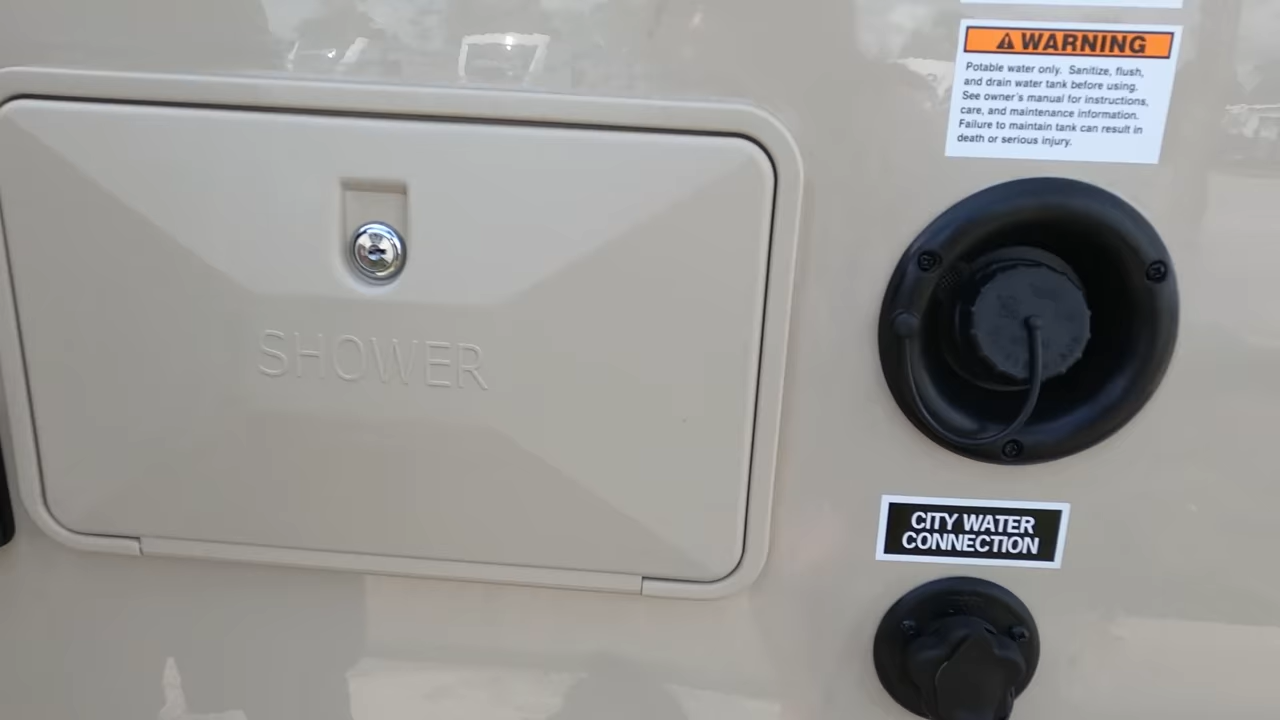 WARNING
Potable water only. Sanitize, flush,
and drain water tank before using.
See owner's manual for instructions,
care, and maintenance information.
Failure to maintain tank can result in
death or serious injury.
SHOWER
CITY WATER
CONNECTION